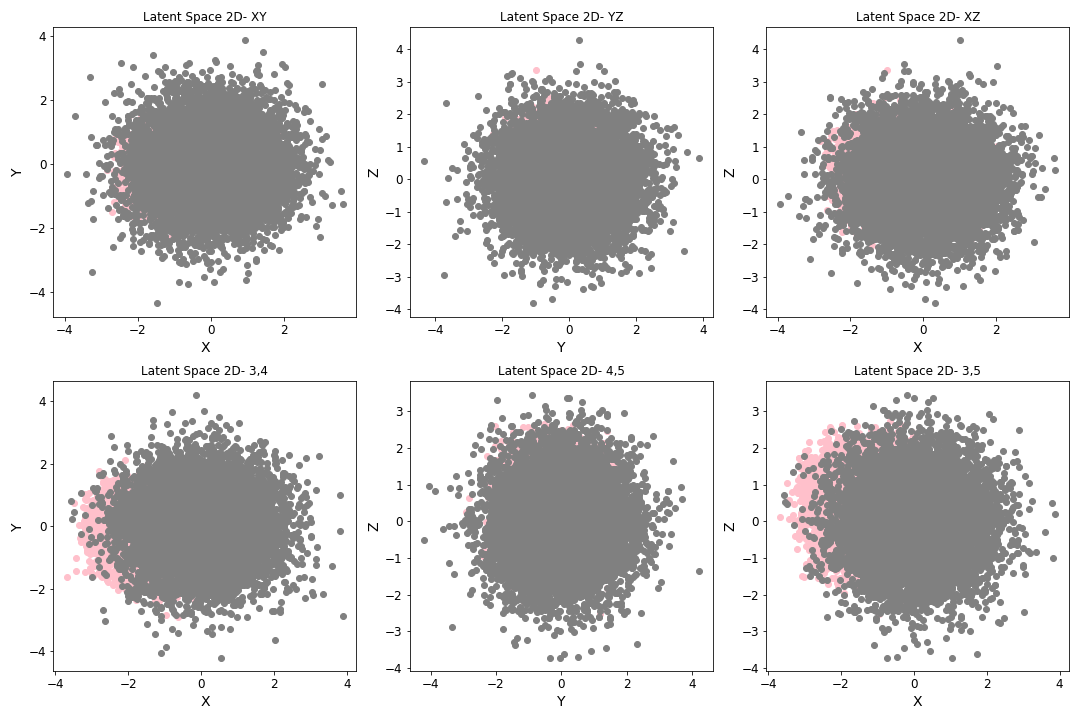 Latent Space 2D- XY
4
2
0
−2
−4
Y
−4 −2 0 2
X
Latent Space 2D- YZ
4
3
2
1
0
−1
−2
−3
−4
Z
−4 −2 0 2 4
Y
Latent Space 2D- XZ
4
3
2
1
0
−1
−2
−3
−4
Z
−4 −2 0 2
X
Latent Space 2D- 3,4
4
2
0
−2
−4
Y
−4 −2 0 2 4
X
Latent Space 2D- 4,5
3
2
1
0
−1
−2
−3
−4
Z
−4 −2 0 2 4
Y
Latent Space 2D- 3,5
3
2
1
0
−1
−2
−3
−4
Z
−4 −2 0 2 4
X